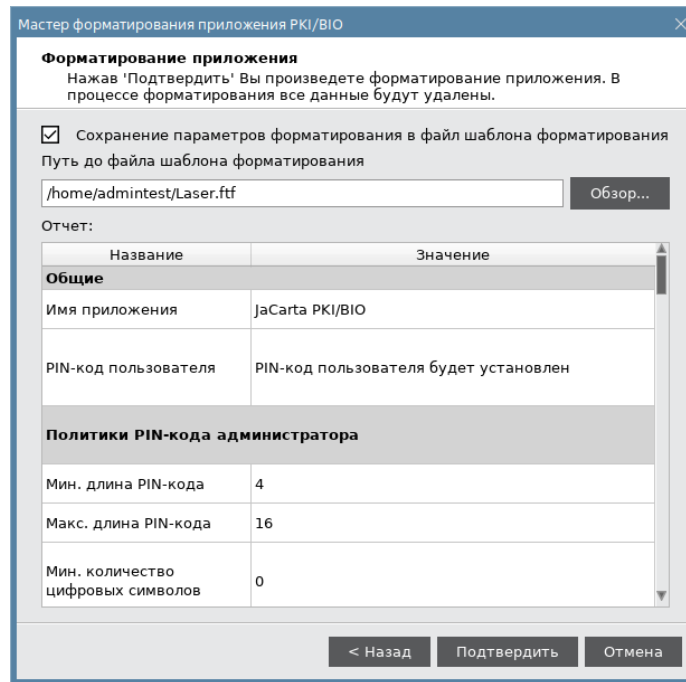 Мастер форматирования приложения PKI/BIO
Форматирование приложения
Нажав 'Подтвердить' Вы произведете форматирование приложения. В
процессе форматирования все данные будут удалены.
Сохранение параметров форматирования в файл шаблона форматирования
Путь до файла шаблона форматирования
/home/admintest/Laser.ftf
Обзор...
Отчет:
Название Значение
Общие
Имя приложения JaCarta PKI/BIO
PIN-код пользователя PIN-код пользователя будет установлен
Политики PIN-кода администратора
Мин. длина PIN-кода 4
Макс. длина PIN-кода 16
Мин. количество
цифровых символов 0
< Назад Подтвердить Отмена